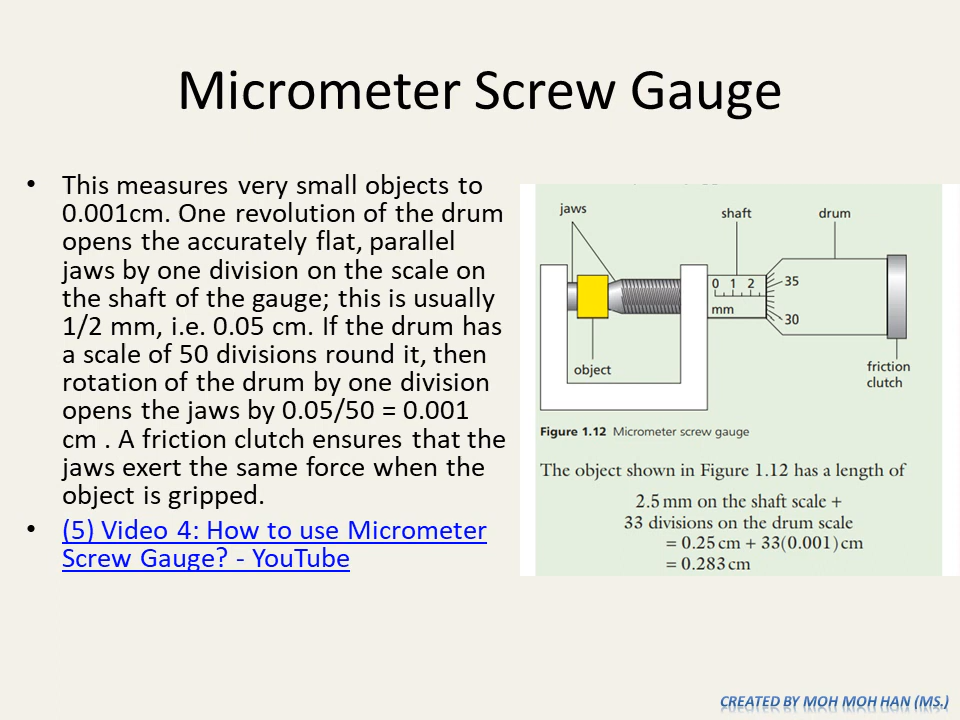 Micrometer Screw Gauge
• This measures very small objects to
0.001cm. One revolution of the drum
opens the accurately flat, parallel
jaws by one division on the scale on
the shaft of the gauge; this is usually
1/2 mm, i.e. 0.05 cm. If the drum has
a scale of 50 divisions round it, then
rotation of the drum by one division
opens the jaws by 0.05/50 = 0.001
cm . A friction clutch ensures that the
jaws exert the same force when the
object is gripped.
• (5) Video 4: How to use Micrometer
Screw Gauge? - YouTube
jaws
shaft
drum
0 1 2
mm
35
30
object
friction
clutch
Figure 1.12 Micrometer screw gauge
The object shown in Figure 1.12 has a length of
2.5 mm on the shaft scale +
33 divisions on the drum scale
= 0.25 cm + 33(0.001) cm
= 0.283 cm
CREATED BY MOH MOH HAN (MS.)